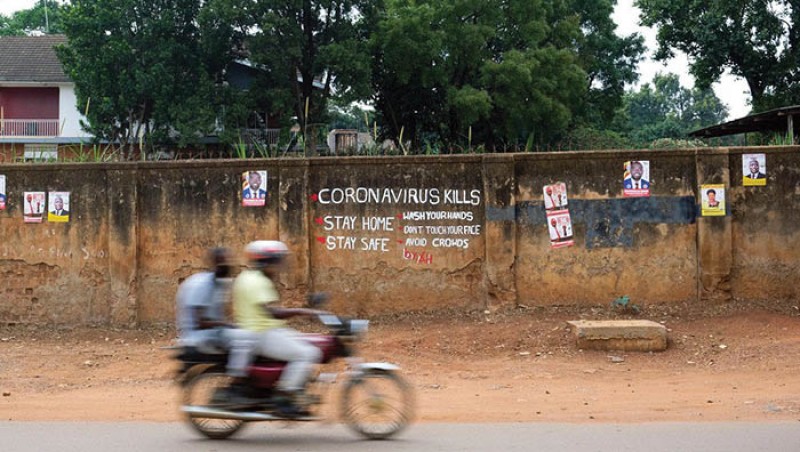 CORONAVIRUS KILLS
STAY HOME
STAY SAFE
WASH YOUR HANDS
DON'T TOUCH YOUR FACE
AVOID CROWDS